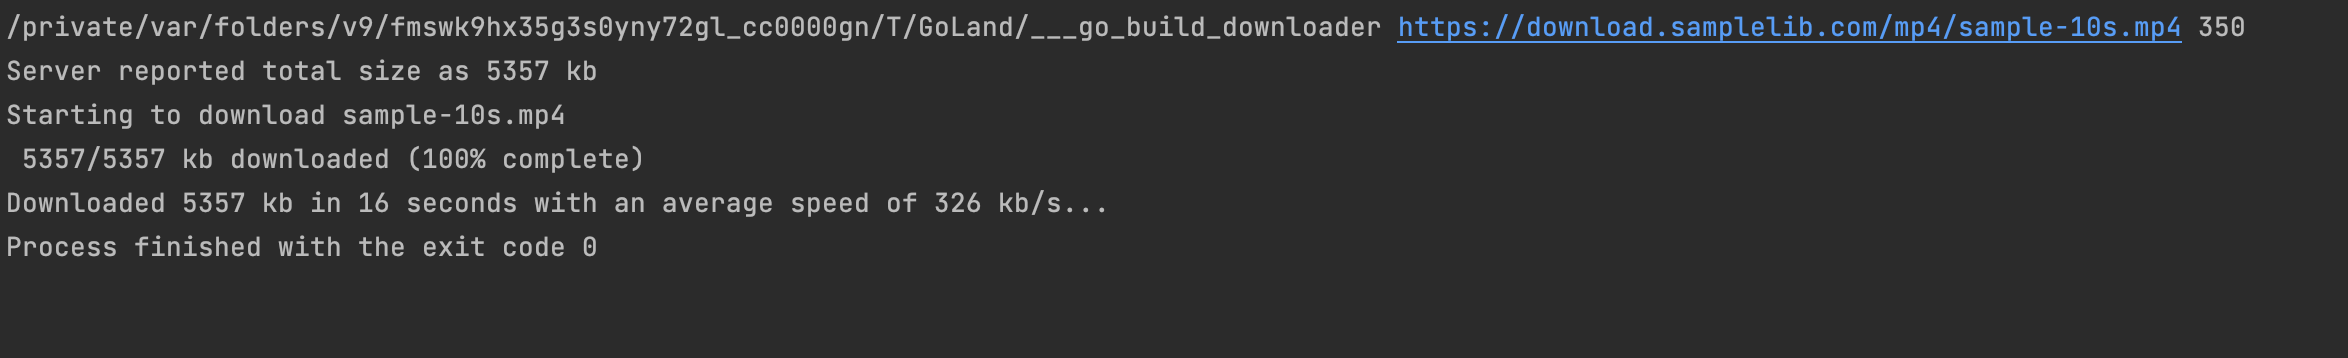 /private/var/folders/v9/fmswk9hx35g3s0yny72gl_cc0000gn/T/GoLand/___go_build_downloader https://download.samplelib.com/mp4/sample-10s.mp4 350
Server reported total size as 5357 kb
Starting to download sample-10s.mp4
5357/5357 kb downloaded (100% complete)
Downloaded 5357 kb in 16 seconds with an average speed of 326 kb/s...
Process finished with the exit code 0